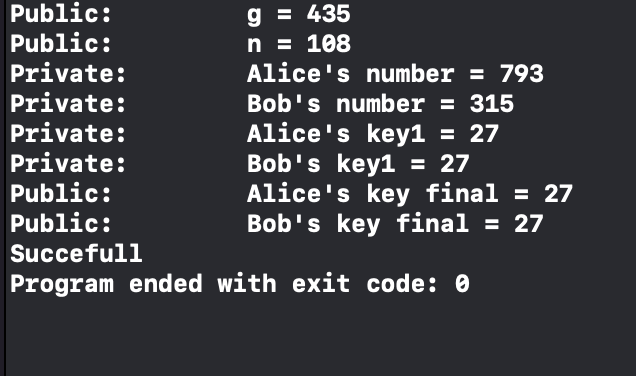 Public: g = 435
Public: n = 108
Private: Alice's number = 793
Private: Bob's number = 315
Private: Alice's key1 = 27
Private: Bob's key1 = 27
Public: Alice's key final = 27
Public: Bob's key final = 27
Succefull
Program ended with exit code: 0